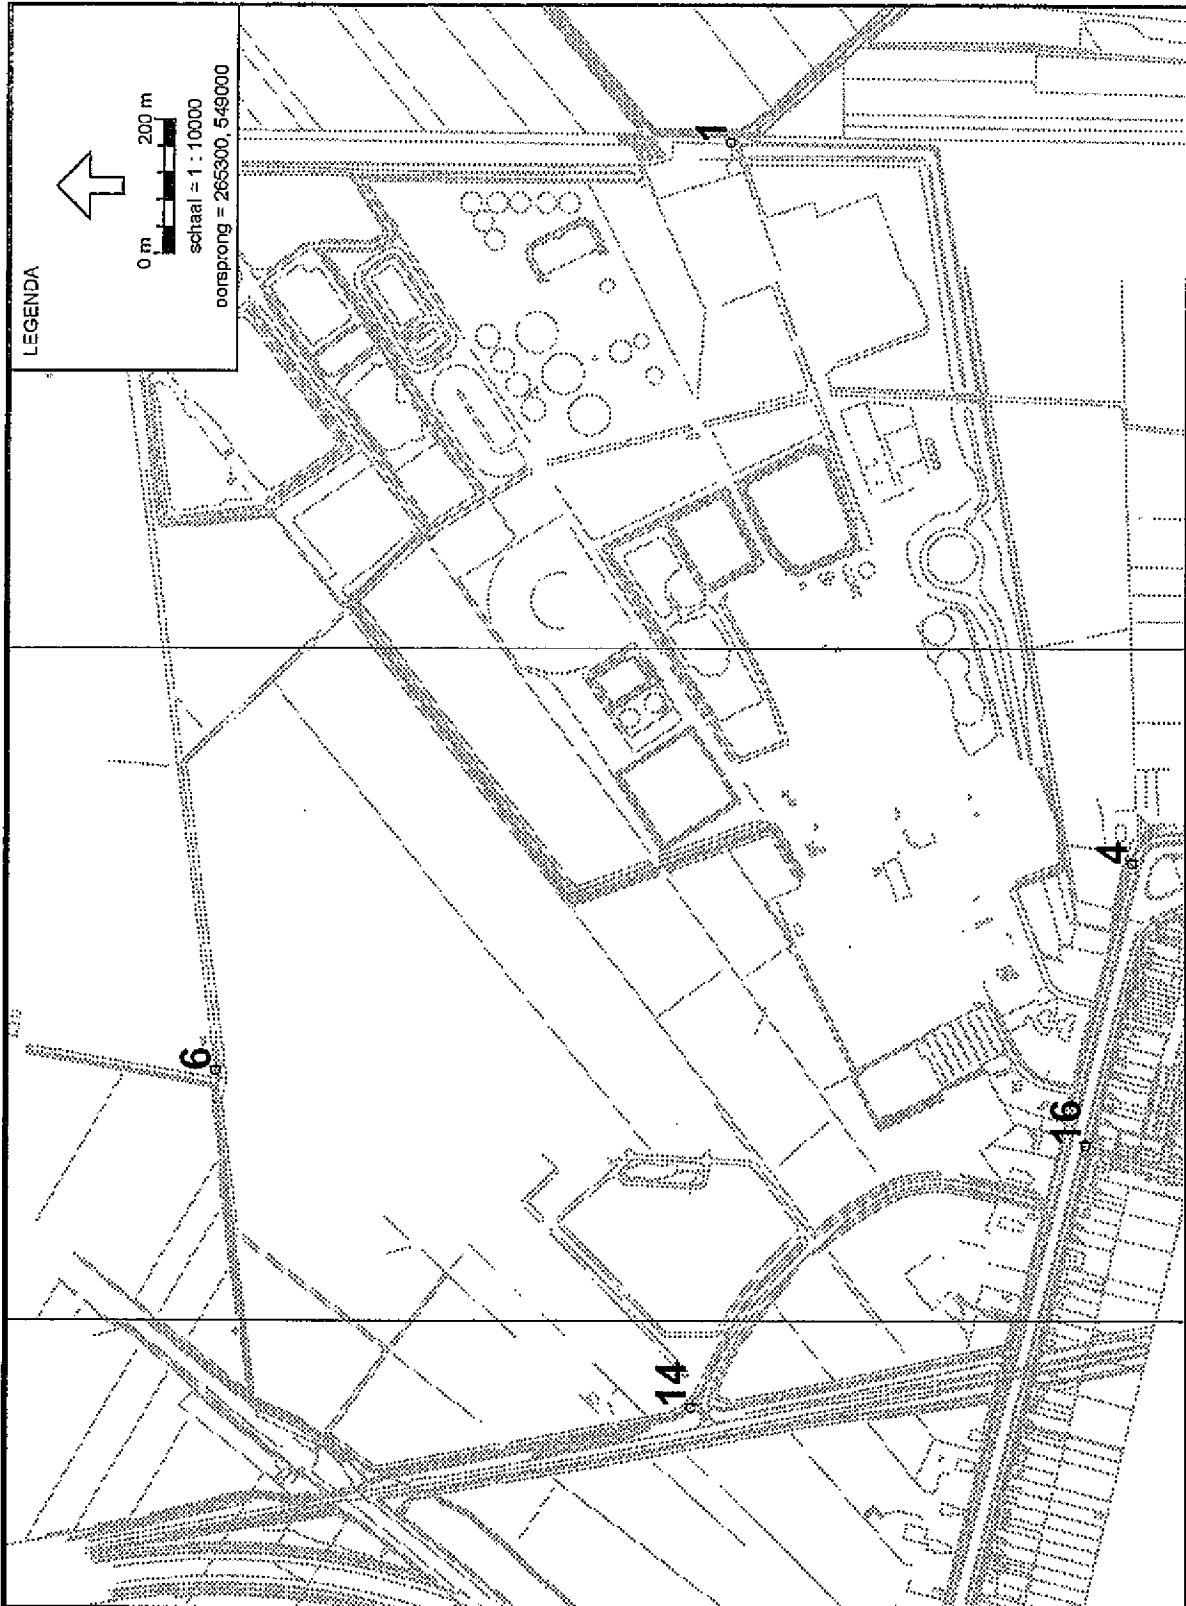 LEGENDA
0 m 200 m
schaal = 1 : 10000
oorsprong = 265300, 549000
1
6
4
16
14